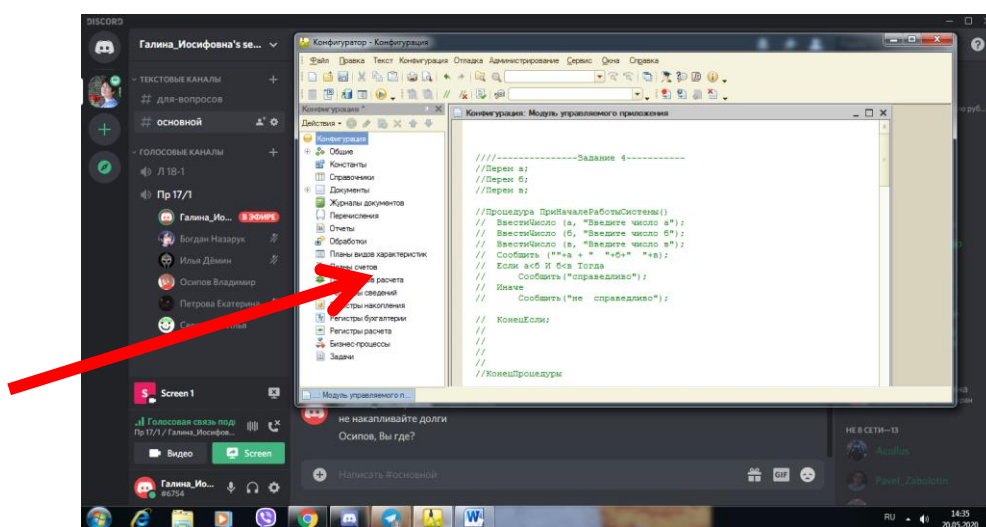 DISCORD
Галина_Иосифовна's se...
ТЕКСТОВЫЕ КАНАЛЫ
# для-вопросов
# основной
ГОЛОСОВЫЕ КАНАЛЫ
Л 18-1
Пр 17/1
Галина_Ио... В ЭФИРЕ
Богдан Назарук
Илья Дёмин
Осипов Владимир
Петрова Екатерина
S Screen 1
Голосовая связь под
Пр 17/1 / Галина_Иосифов...
Видео
Screen
Галина_Ио...
#6754
Конфигуратор - Конфигурация
Файл Правка Текст Конфигурация Отладка Администрирование Сервис Окна Справка
Конфигурация *
Действия
Конфигурация
Общие
Константы
Справочники
Документы
Журналы документов
Перечисления
Отчеты
Обработки
Планы видов характеристик
Планы счетов
расчета
сведений
Регистры накопления
Регистры бухгалтерии
Регистры расчета
Бизнес-процессы
Задачи
...: Модуль управляемого п...
Конфигурация: Модуль управляемого приложения
////---------------Задание 4-----------
//Перем а;
//Перем б;
//Перем в;
//Процедура ПриНачалеРаботыСистемы()
// ВвестиЧисло (а, "Введите число а");
// ВвестиЧисло (б, "Введите число б");
// ВвестиЧисло (в, "Введите число в");
// Сообщить (""+а + " "+б+" "+в);
// Если а<б И б<в Тогда
// Сообщить("справедливо");
// Иначе
// Сообщить("не справедливо");
// КонецЕсли;
//
//
//
//
//КонецПроцедуры
не накапливайте долги
Осипов, Вы где?
Написать #основной
GIF
НЕ В СЕТИ—13
Acullus
Pavel_Zabolotin
RU
14:35
20.05.2020